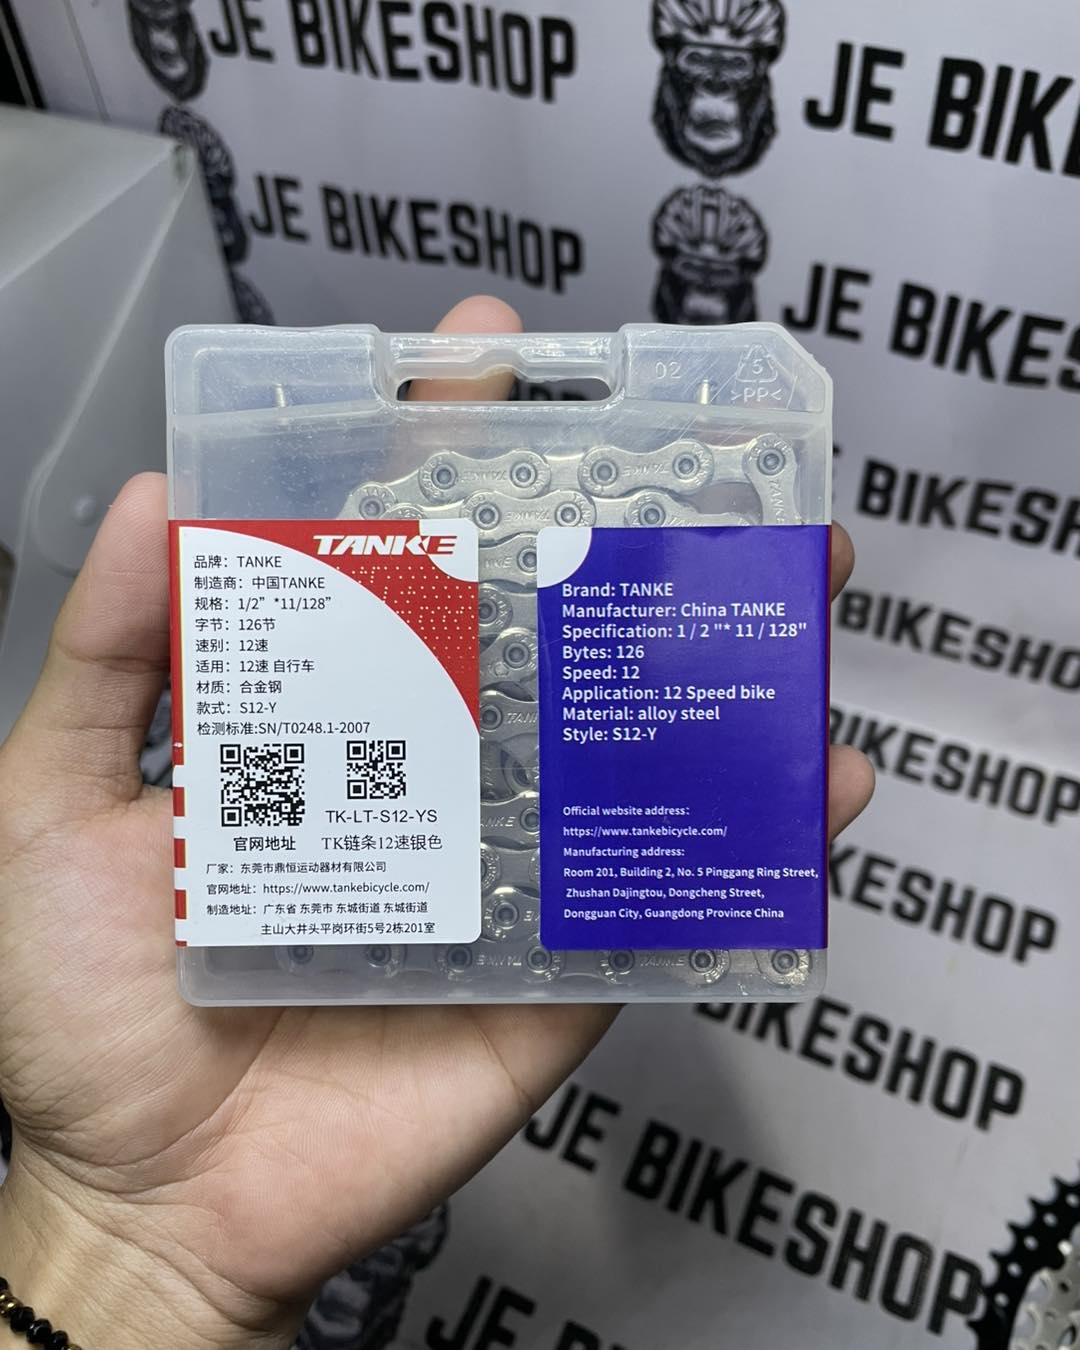 JE BIKESHOP
JE BIK
JE BIKESHOP
JE BIKES
BIKESH
BIKESHO
BIKESHOP
KESHOP
BIKESHOP
JE BIKESHOP
JE
02
5
>PP<
TANKE
品牌：TANKE
制造商：中国TANKE
规格：1/2”*11/128”
字节：126节
速别：12速
适用：12速 自行车
材质：合金钢
款式：S12-Y
检测标准:SN/T0248.1-2007
TK-LT-S12-YS
官网地址
TK链条12速银色
厂家：东莞市鼎恒运动器材有限公司
官网地址：https://www.tankebicycle.com/
制造地址：广东省 东莞市 东城街道 东城街道
主山大井头平岗环街5号2栋201室
Brand: TANKE
Manufacturer: China TANKE
Specification: 1 / 2 "* 11 / 128"
Bytes: 126
Speed: 12
Application: 12 Speed bike
Material: alloy steel
Style: S12-Y
Official website address:
https://www.tankebicycle.com/
Manufacturing address:
Room 201, Building 2, No. 5 Pinggang Ring Street,
Zhushan Dajingtou, Dongcheng Street,
Dongguan City, Guangdong Province China